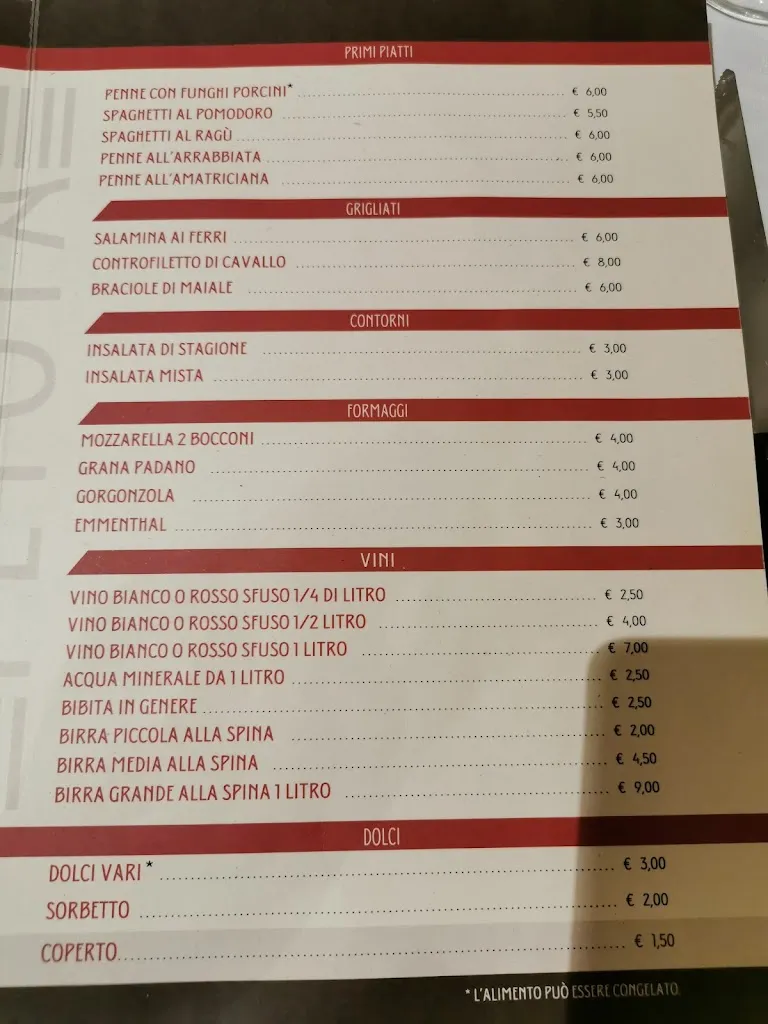 PRIMI PIATTI
PENNE CON FUNGHI PORCINI* € 6,00
SPAGHETTI AL POMODORO € 5,50
SPAGHETTI AL RAGÙ € 6,00
PENNE ALL'ARRABBIATA € 6,00
PENNE ALL'AMATRICIANA € 6,00
GRIGLIATI
SALAMINA AI FERRI € 6,00
CONTROFILETTO DI CAVALLO € 8,00
BRACIOLE DI MAIALE € 6,00
CONTORNI
INSALATA DI STAGIONE € 3,00
INSALATA MISTA € 3,00
FORMAGGI
MOZZARELLA 2 BOCCONI € 4,00
GRANA PADANO € 4,00
GORGONZOLA € 4,00
EMMENTHAL € 3,00
VINI
VINO BIANCO O ROSSO SFUSO 1/4 DI LITRO € 2,50
VINO BIANCO O ROSSO SFUSO 1/2 LITRO € 4,00
VINO BIANCO O ROSSO SFUSO 1 LITRO € 7,00
ACQUA MINERALE DA 1 LITRO € 2,50
BIBITA IN GENERE € 2,50
BIRRA PICCOLA ALLA SPINA € 2,00
BIRRA MEDIA ALLA SPINA € 4,50
BIRRA GRANDE ALLA SPINA 1 LITRO € 9,00
DOLCI
DOLCI VARI * € 3,00
SORBETTO € 2,00
COPERTO € 1,50
* L'ALIMENTO PUÒ ESSERE CONGELATO